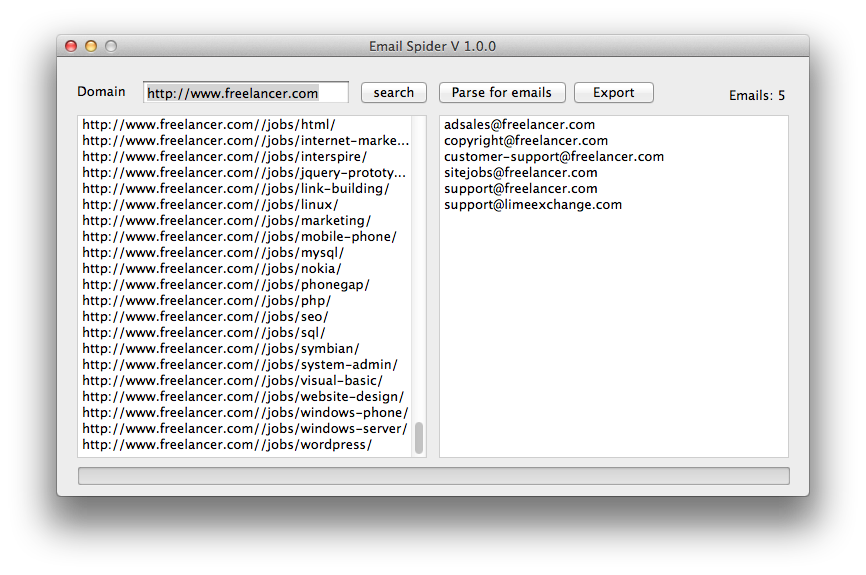 Email Spider V 1.0.0
Domain http://www.freelancer.com search Parse for emails Export Emails: 5
http://www.freelancer.com//jobs/html/
http://www.freelancer.com//jobs/internet-marke...
http://www.freelancer.com//jobs/interspire/
http://www.freelancer.com//jobs/jquery-prototy...
http://www.freelancer.com//jobs/link-building/
http://www.freelancer.com//jobs/linux/
http://www.freelancer.com//jobs/marketing/
http://www.freelancer.com//jobs/mobile-phone/
http://www.freelancer.com//jobs/mysql/
http://www.freelancer.com//jobs/nokia/
http://www.freelancer.com//jobs/phonegap/
http://www.freelancer.com//jobs/php/
http://www.freelancer.com//jobs/seo/
http://www.freelancer.com//jobs/sql/
http://www.freelancer.com//jobs/symbian/
http://www.freelancer.com//jobs/system-admin/
http://www.freelancer.com//jobs/visual-basic/
http://www.freelancer.com//jobs/website-design/
http://www.freelancer.com//jobs/windows-phone/
http://www.freelancer.com//jobs/windows-server/
http://www.freelancer.com//jobs/wordpress/
adsales@freelancer.com
copyright@freelancer.com
customer-support@freelancer.com
sitejobs@freelancer.com
support@freelancer.com
support@limeexchange.com